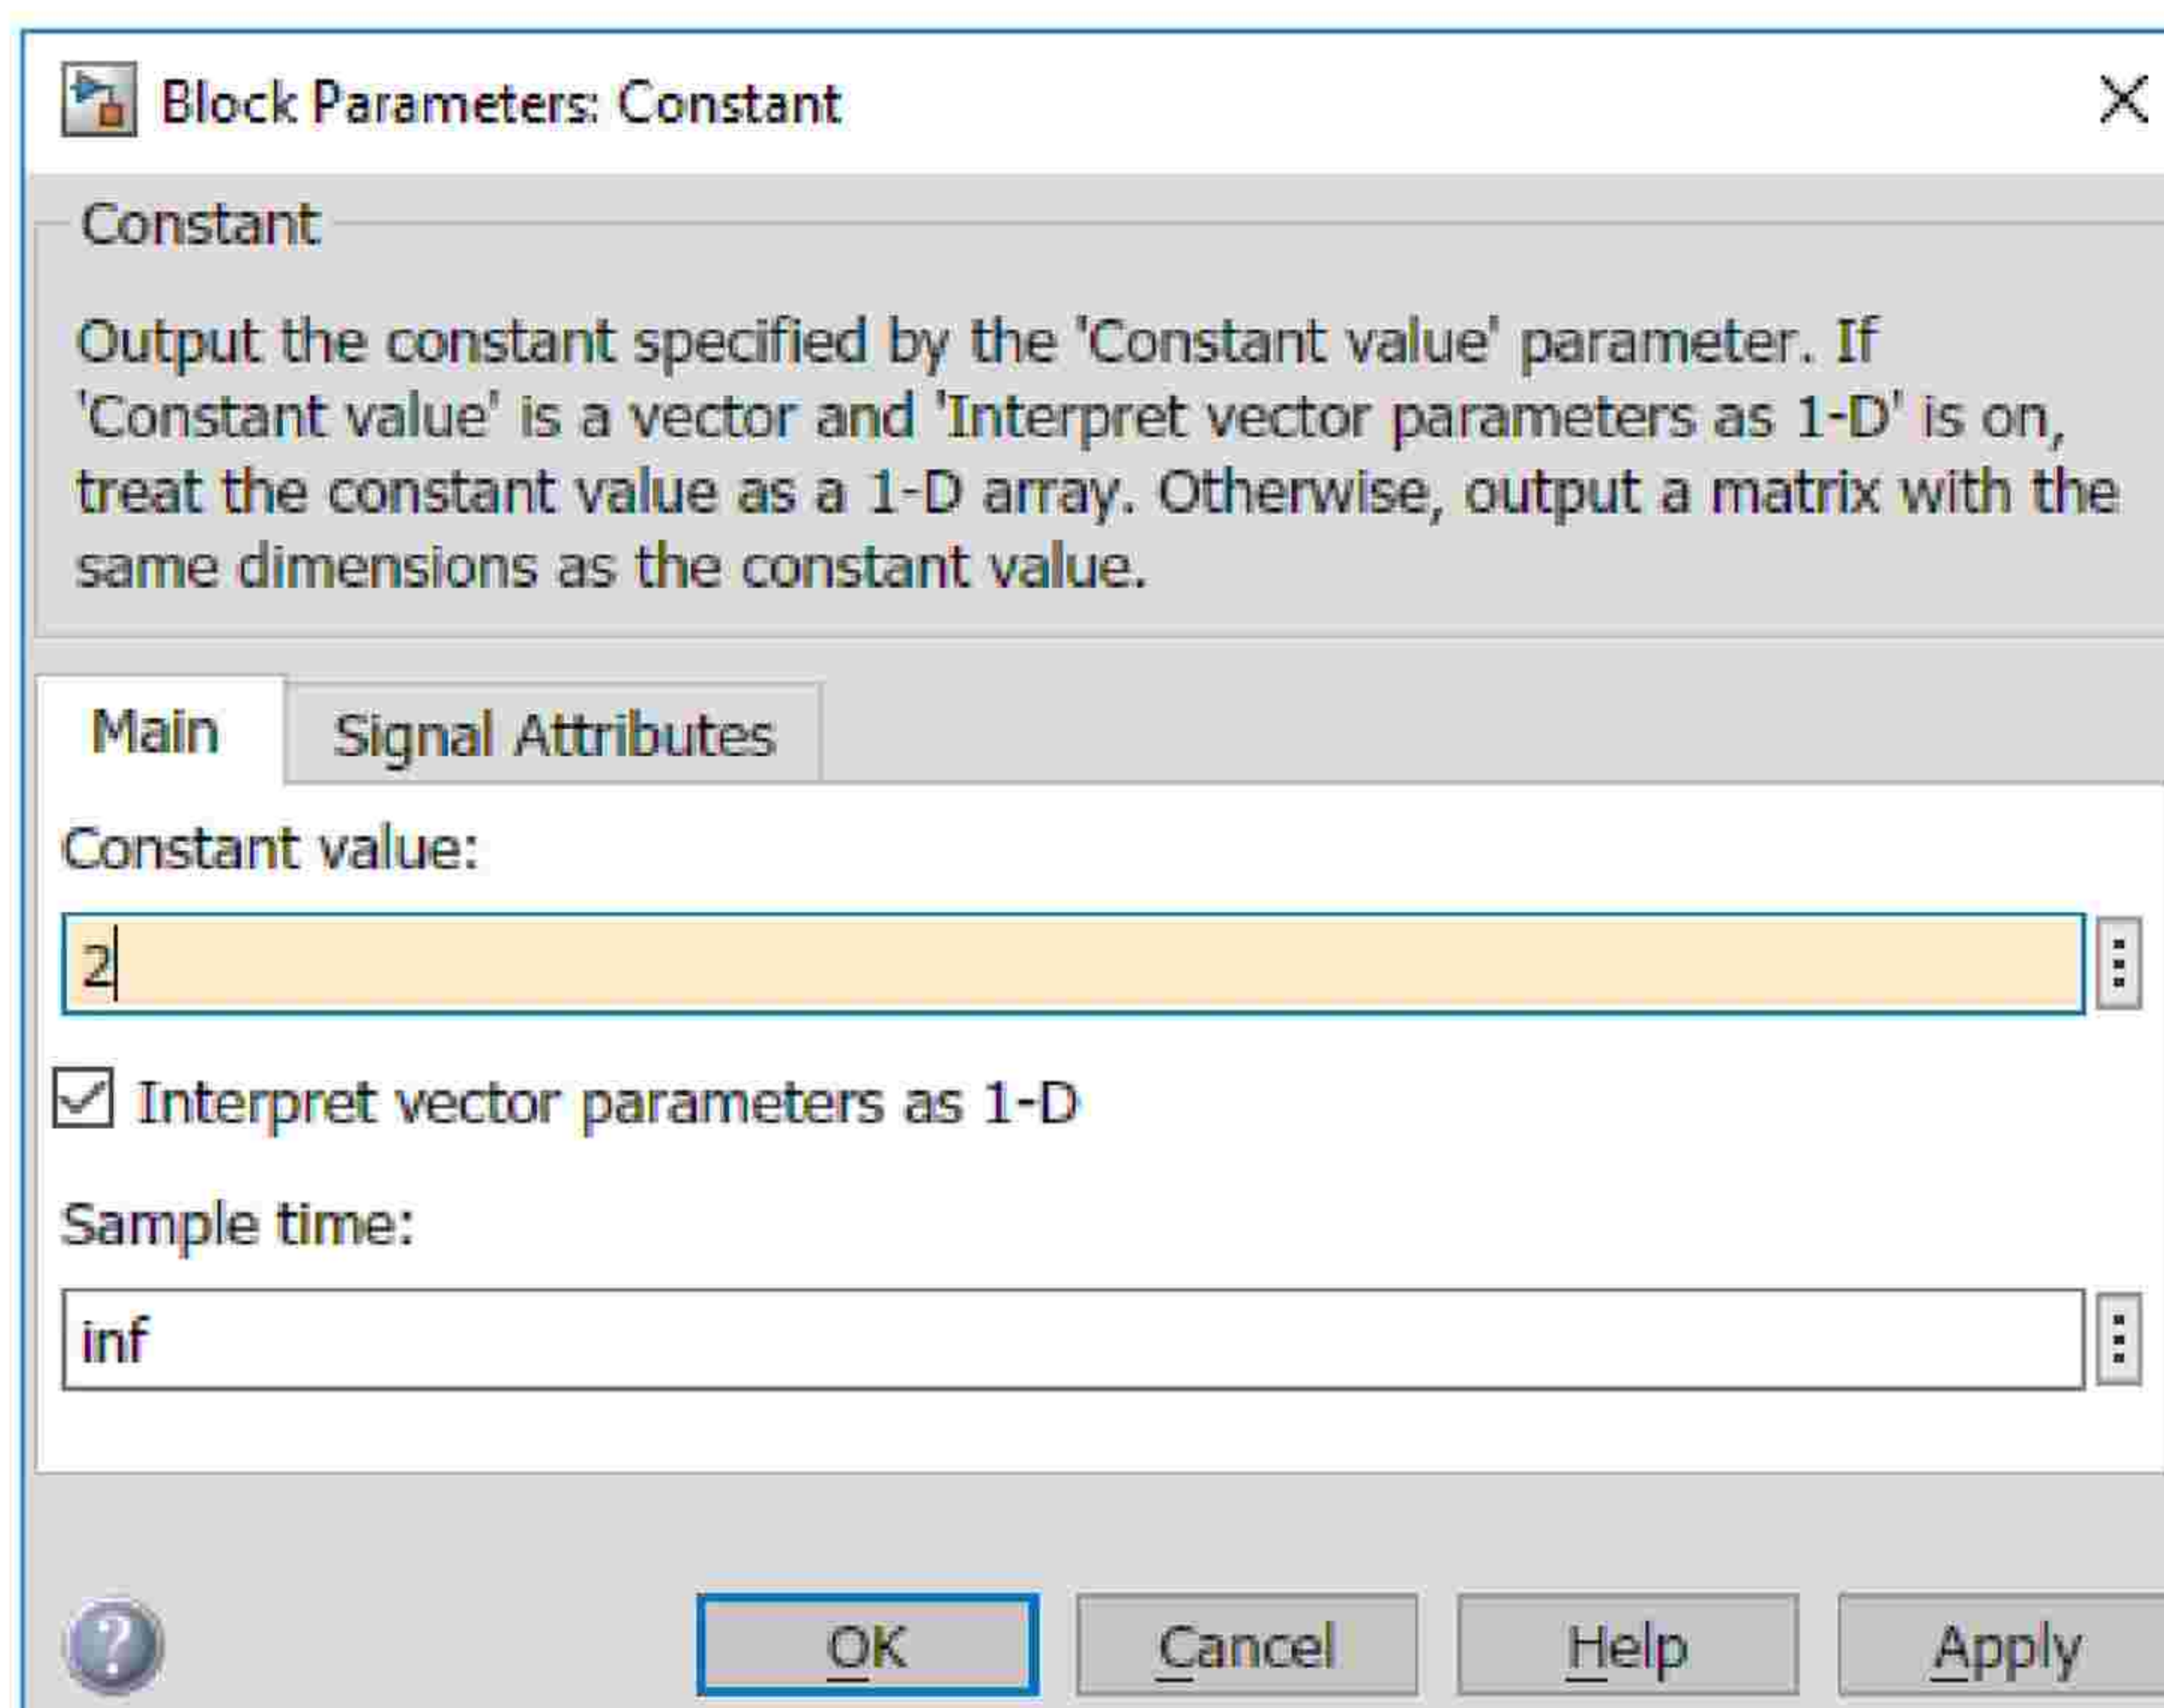 Block Parameters: Constant
Constant
Output the constant specified by the 'Constant value' parameter. If
'Constant value' is a vector and 'Interpret vector parameters as 1-D' is on,
treat the constant value as a 1-D array. Otherwise, output a matrix with the
same dimensions as the constant value.
Main Signal Attributes
Constant value:
2
Interpret vector parameters as 1-D
Sample time:
inf
? OK Cancel Help Apply